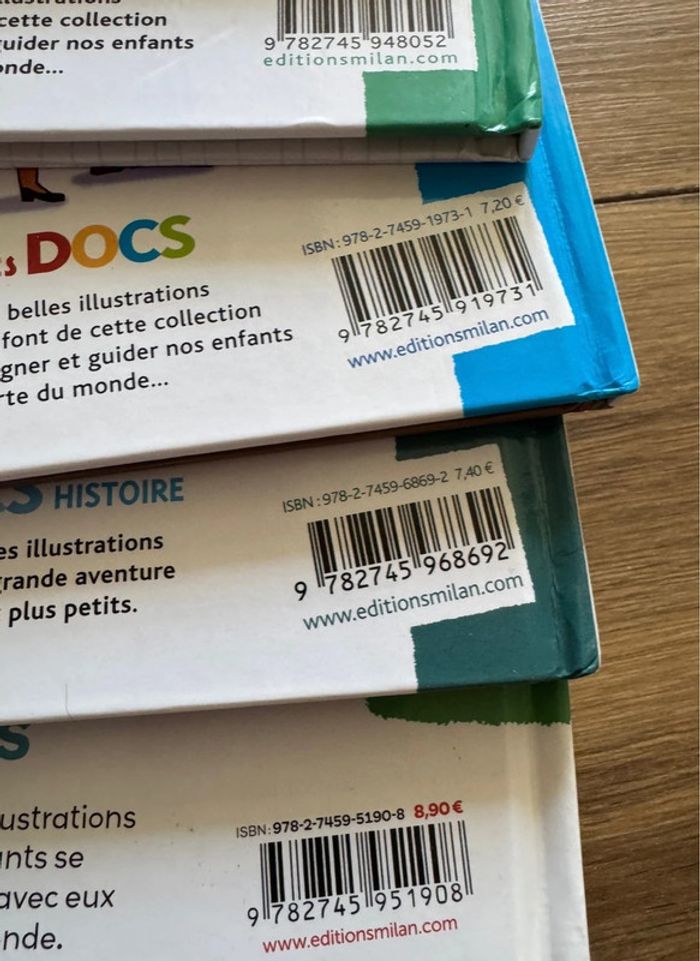 cette collection
guider nos enfants
onde...
9 782745 948052
editionsmilan.com
ts DOCS
belles illustrations
font de cette collection
gner et guider nos enfants
rte du monde...
ISBN : 978-2-7459-1973-1 7,20 €
9 782745 919731
www.editionsmilan.com
S HISTOIRE
es illustrations
grande aventure
plus petits.
ISBN : 978-2-7459-6869-2 7,40 €
9 782745 968692
www.editionsmilan.com
S
ustrations
ants se
avec eux
nde.
ISBN: 978-2-7459-5190-8 8,90 €
9 782745 951908
www.editionsmilan.com